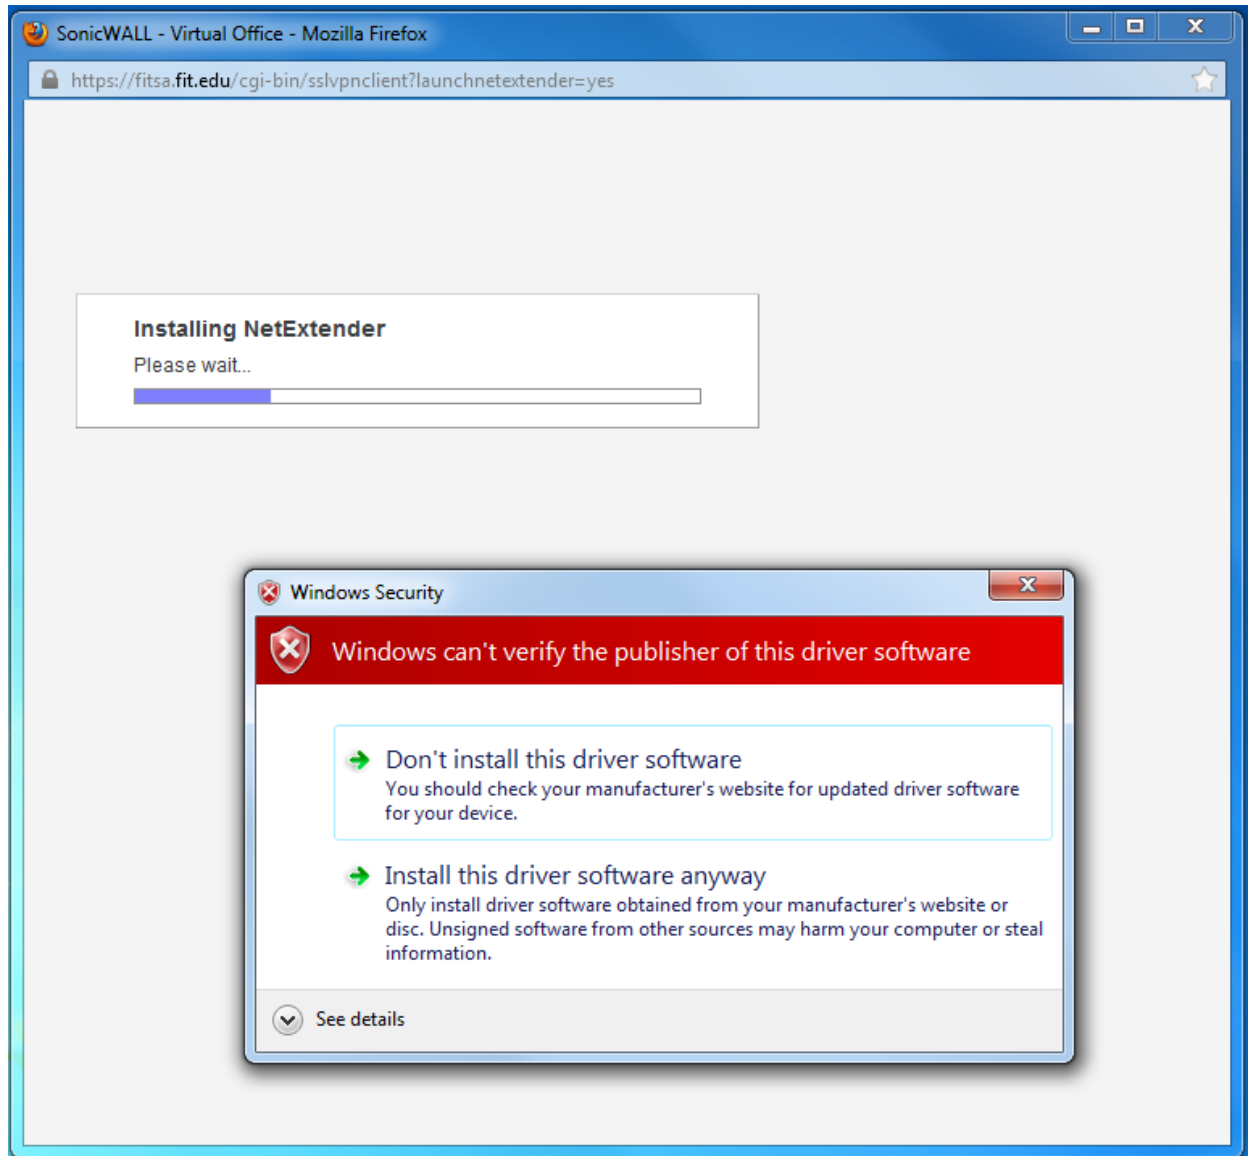 SonicWALL - Virtual Office - Mozilla Firefox
https://fitsa.fit.edu/cgi-bin/sslvpnclient?launchnetextender=yes
Installing NetExtender
Please wait...
Windows Security
Windows can't verify the publisher of this driver software
Don't install this driver software
You should check your manufacturer's website for updated driver software
for your device.
Install this driver software anyway
Only install driver software obtained from your manufacturer's website or
disc. Unsigned software from other sources may harm your computer or steal
information.
See details